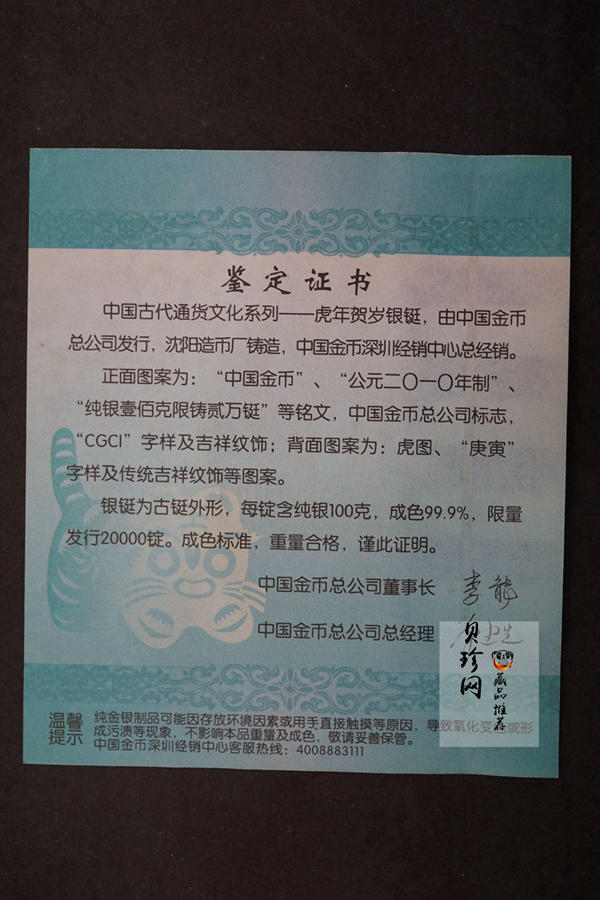 鉴定证书
中国古代通货文化系列——虎年贺岁银铤，由中国金币
总公司发行，沈阳造币厂铸造，中国金币深圳经销中心总经销。
正面图案为：“中国金币”、“公元二〇一〇年制”、
“纯银壹佰克限铸贰万铤”等铭文，中国金币总公司标志，
“CGCI”字样及吉祥纹饰；背面图案为：虎图、“庚寅”
字样及传统吉祥纹饰等图案。
银铤为古铤外形，每锭含纯银100克，成色99.9%，限量
发行20000锭。成色标准，重量合格，谨此证明。
中国金币总公司董事长
中国金币总公司总经理
温馨
提示
纯金银制品可能因存放环境因素或用手直接触摸等原因，导致氧化变色或形
成污渍等现象，不影响本品重量及成色，敬请妥善保管。
中国金币深圳经销中心客服热线：4008883111
贝珍网
藏品推荐